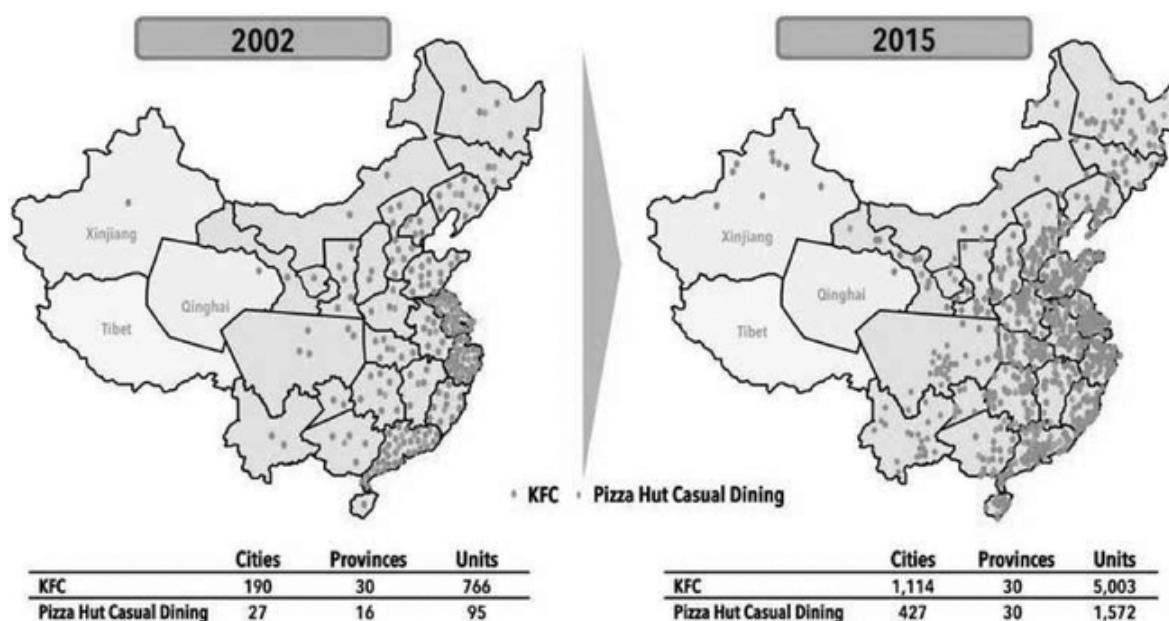 2002
Xinjiang
Qinghai
Tibet
2015
Xinjiang
Qinghai
Tibet
• KFC • Pizza Hut Casual Dining
Cities Provinces Units
KFC 190 30 766
Pizza Hut Casual Dining 27 16 95
Cities Provinces Units
KFC 1,114 30 5,003
Pizza Hut Casual Dining 427 30 1,572